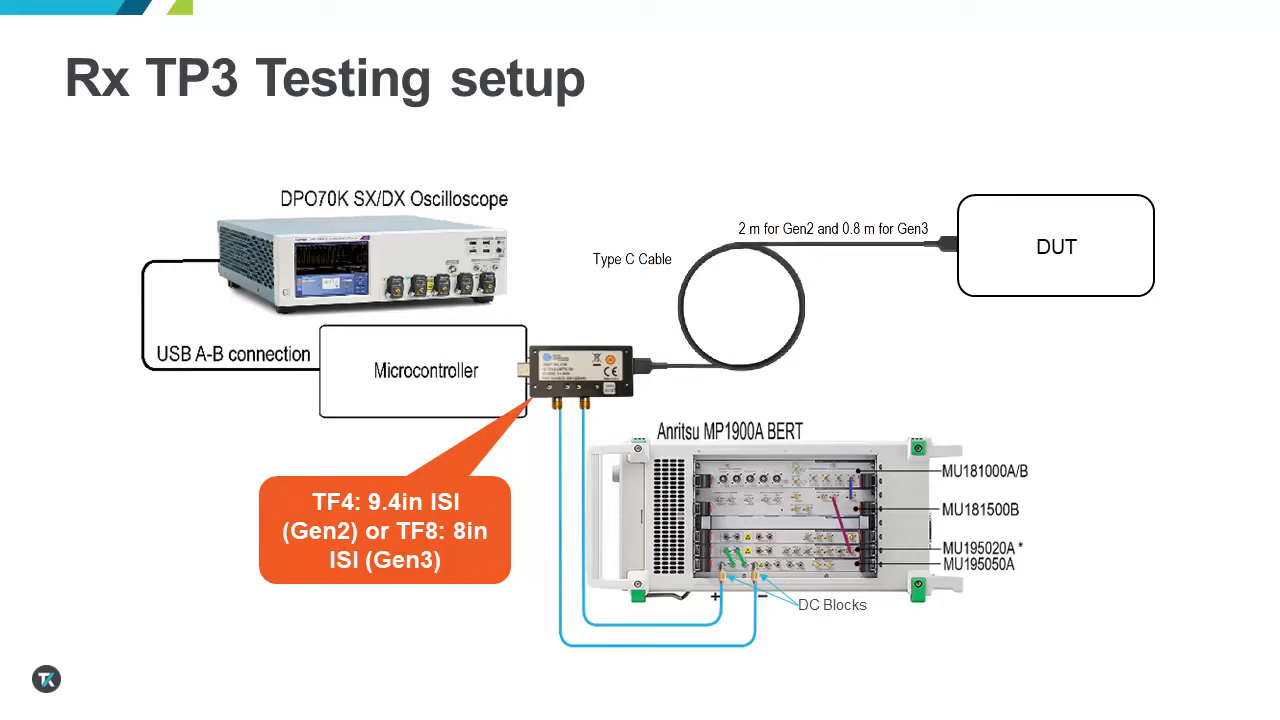 Rx TP3 Testing setup
DPO70K SX/DX Oscilloscope
2 m for Gen2 and 0.8 m for Gen3
Type C Cable
DUT
USB A-B connection
Microcontroller
Anritsu MP1900A BERT
TF4: 9.4in ISI
(Gen2) or TF8: 8in
ISI (Gen3)
MU181000A/B
MU181500B
MU195020A *
MU195050A
+
−
DC Blocks